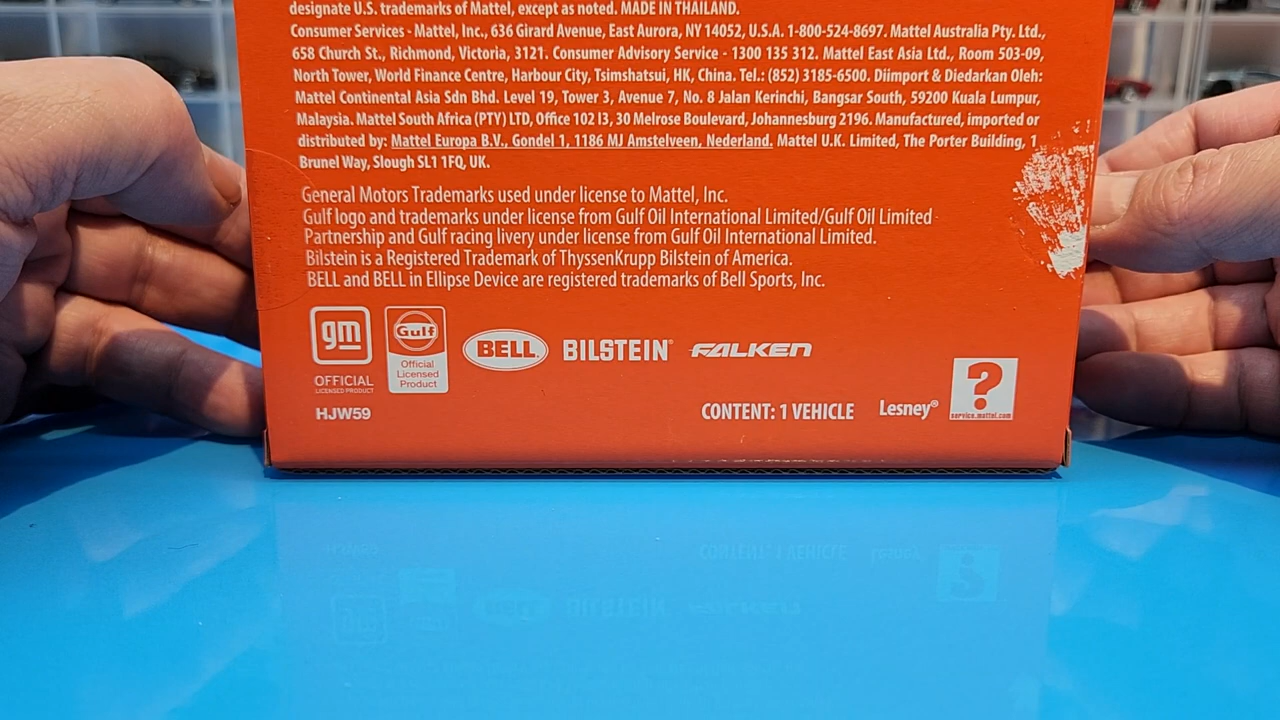 designate U.S. trademarks of Mattel, except as noted. MADE IN THAILAND.
Consumer Services - Mattel, Inc., 636 Girard Avenue, East Aurora, NY 14052, U.S.A. 1-800-524-8697. Mattel Australia Pty. Ltd.,
658 Church St., Richmond, Victoria, 3121. Consumer Advisory Service - 1300 135 312. Mattel East Asia Ltd., Room 503-09,
North Tower, World Finance Centre, Harbour City, Tsimshatsui, HK, China. Tel.: (852) 3185-6500. Diimport & Diedarkan Oleh:
Mattel Continental Asia Sdn Bhd. Level 19, Tower 3, Avenue 7, No. 8 Jalan Kerinchi, Bangsar South, 59200 Kuala Lumpur,
Malaysia. Mattel South Africa (PTY) LTD, Office 102 I3, 30 Melrose Boulevard, Johannesburg 2196. Manufactured, imported or
distributed by: Mattel Europa B.V., Gondel 1, 1186 MJ Amstelveen, Nederland. Mattel U.K. Limited, The Porter Building, 1
Brunel Way, Slough SL1 1FQ, UK.
General Motors Trademarks used under license to Mattel, Inc.
Gulf logo and trademarks under license from Gulf Oil International Limited/Gulf Oil Limited
Partnership and Gulf racing livery under license from Gulf Oil International Limited.
Bilstein is a Registered Trademark of ThyssenKrupp Bilstein of America.
BELL and BELL in Ellipse Device are registered trademarks of Bell Sports, Inc.
gm
OFFICIAL
LICENSED PRODUCT
Gulf
Official
Licensed
Product
BELL
BILSTEIN®
FALKEN
HJW59
CONTENT: 1 VEHICLE
Lesney®
?
service.mattel.com